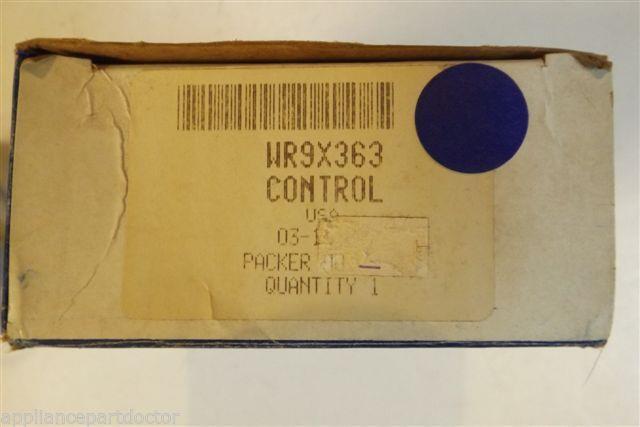 WR9X363
CONTROL
USA
03-1
PACKER
QUANTITY 1
appliancepartdoctor